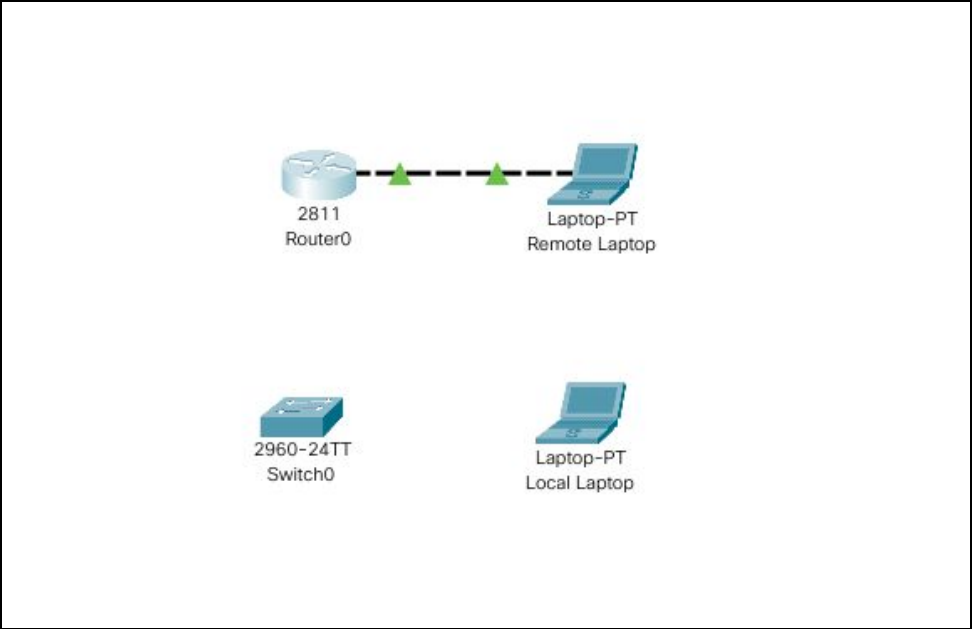 2811
Router0
Laptop-PT
Remote Laptop
2960-24TT
Switch0
Laptop-PT
Local Laptop